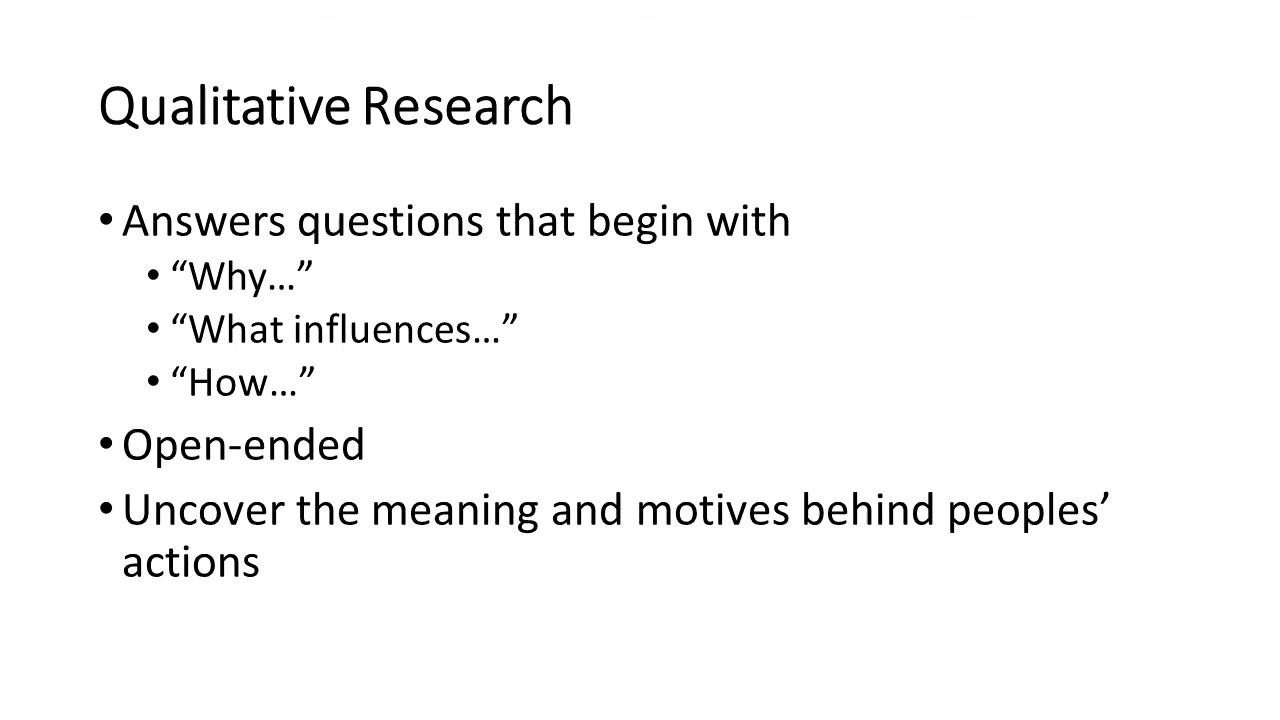 Qualitative Research
• Answers questions that begin with
• “Why…”
• “What influences…”
• “How…”
• Open-ended
• Uncover the meaning and motives behind peoples’
actions